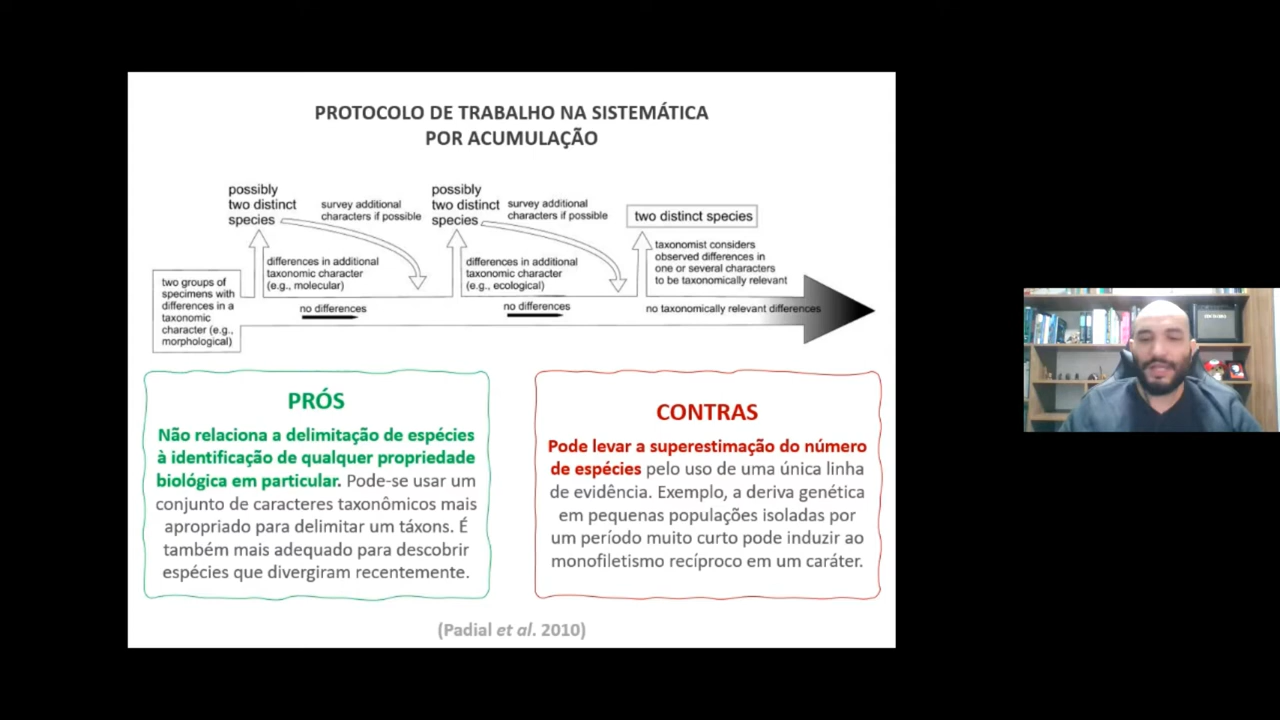 PROTOCOLO DE TRABALHO NA SISTEMÁTICA
POR ACUMULAÇÃO
possibly
two distinct
species
survey additional
characters if possible
possibly
two distinct
species
survey additional
characters if possible
two distinct species
differences in additional
taxonomic character
(e.g., molecular)
differences in additional
taxonomic character
(e.g., ecological)
taxonomist considers
observed differences in
one or several characters
to be taxonomically relevant
two groups of
specimens with
differences in a
taxonomic
character (e.g.,
morphological)
no differences
no differences
no taxonomically relevant differences
PRÓS
Não relaciona a delimitação de espécies
à identificação de qualquer propriedade
biológica em particular. Pode-se usar um
conjunto de caracteres taxonômicos mais
apropriado para delimitar um táxons. É
também mais adequado para descobrir
espécies que divergiram recentemente.
CONTRAS
Pode levar a superestimação do número
de espécies pelo uso de uma única linha
de evidência. Exemplo, a deriva genética
em pequenas populações isoladas por
um período muito curto pode induzir ao
monofiletismo recíproco em um caráter.
(Padial et al. 2010)